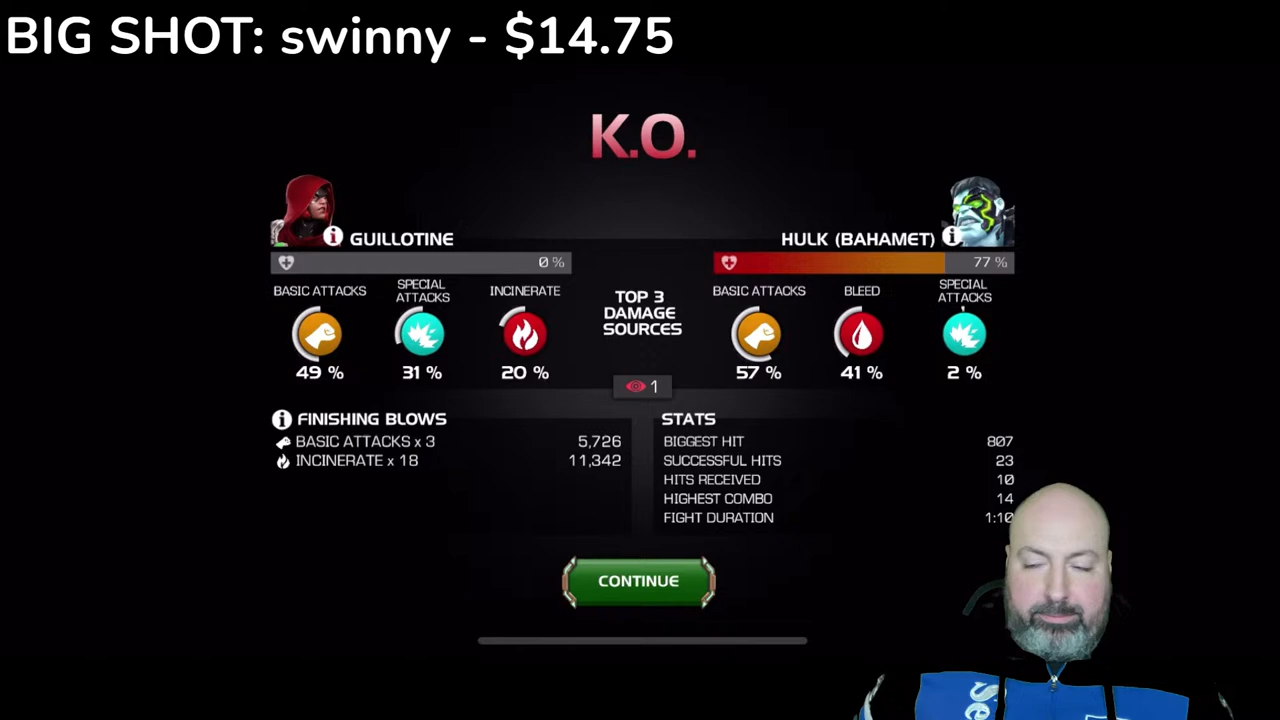 BIG SHOT: swinny - $14.75
K.O.
GUILLOTINE
HULK (BAHAMET)
0 %
77 %
BASIC ATTACKS
SPECIAL ATTACKS
INCINERATE
TOP 3
DAMAGE
SOURCES
BASIC ATTACKS
BLEED
SPECIAL ATTACKS
49 %
31 %
20 %
57 %
41 %
2 %
1
FINISHING BLOWS
BASIC ATTACKS x 3 5,726
INCINERATE x 18 11,342
STATS
BIGGEST HIT 807
SUCCESSFUL HITS 23
HITS RECEIVED 10
HIGHEST COMBO 14
FIGHT DURATION 1:10
CONTINUE
Se